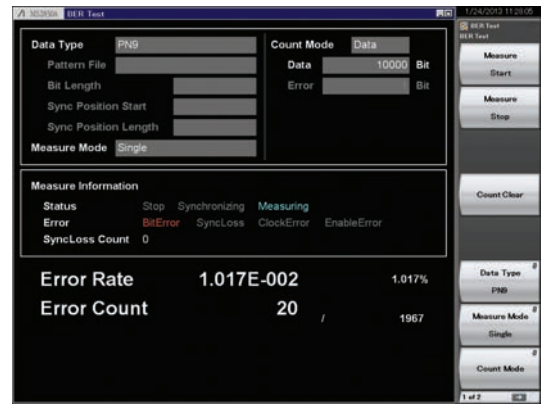 MS2830A BER Test
1/24/2013 11:28:05
BER Test
BER Test
Data Type PN9
Pattern File
Bit Length
Sync Position Start
Sync Position Length
Measure Mode Single
Count Mode Data
Data 10000 Bit
Error Bit
Measure Information
Status Stop Synchronizing Measuring
Error BitError SyncLoss ClockError EnableError
SyncLoss Count 0
Error Rate 1.017E-002 1.017%
Error Count 20 / 1967
Measure
Start
Measure
Stop
Count Clear
Data Type
PN9
Measure Mode
Single
Count Mode
1 of 2